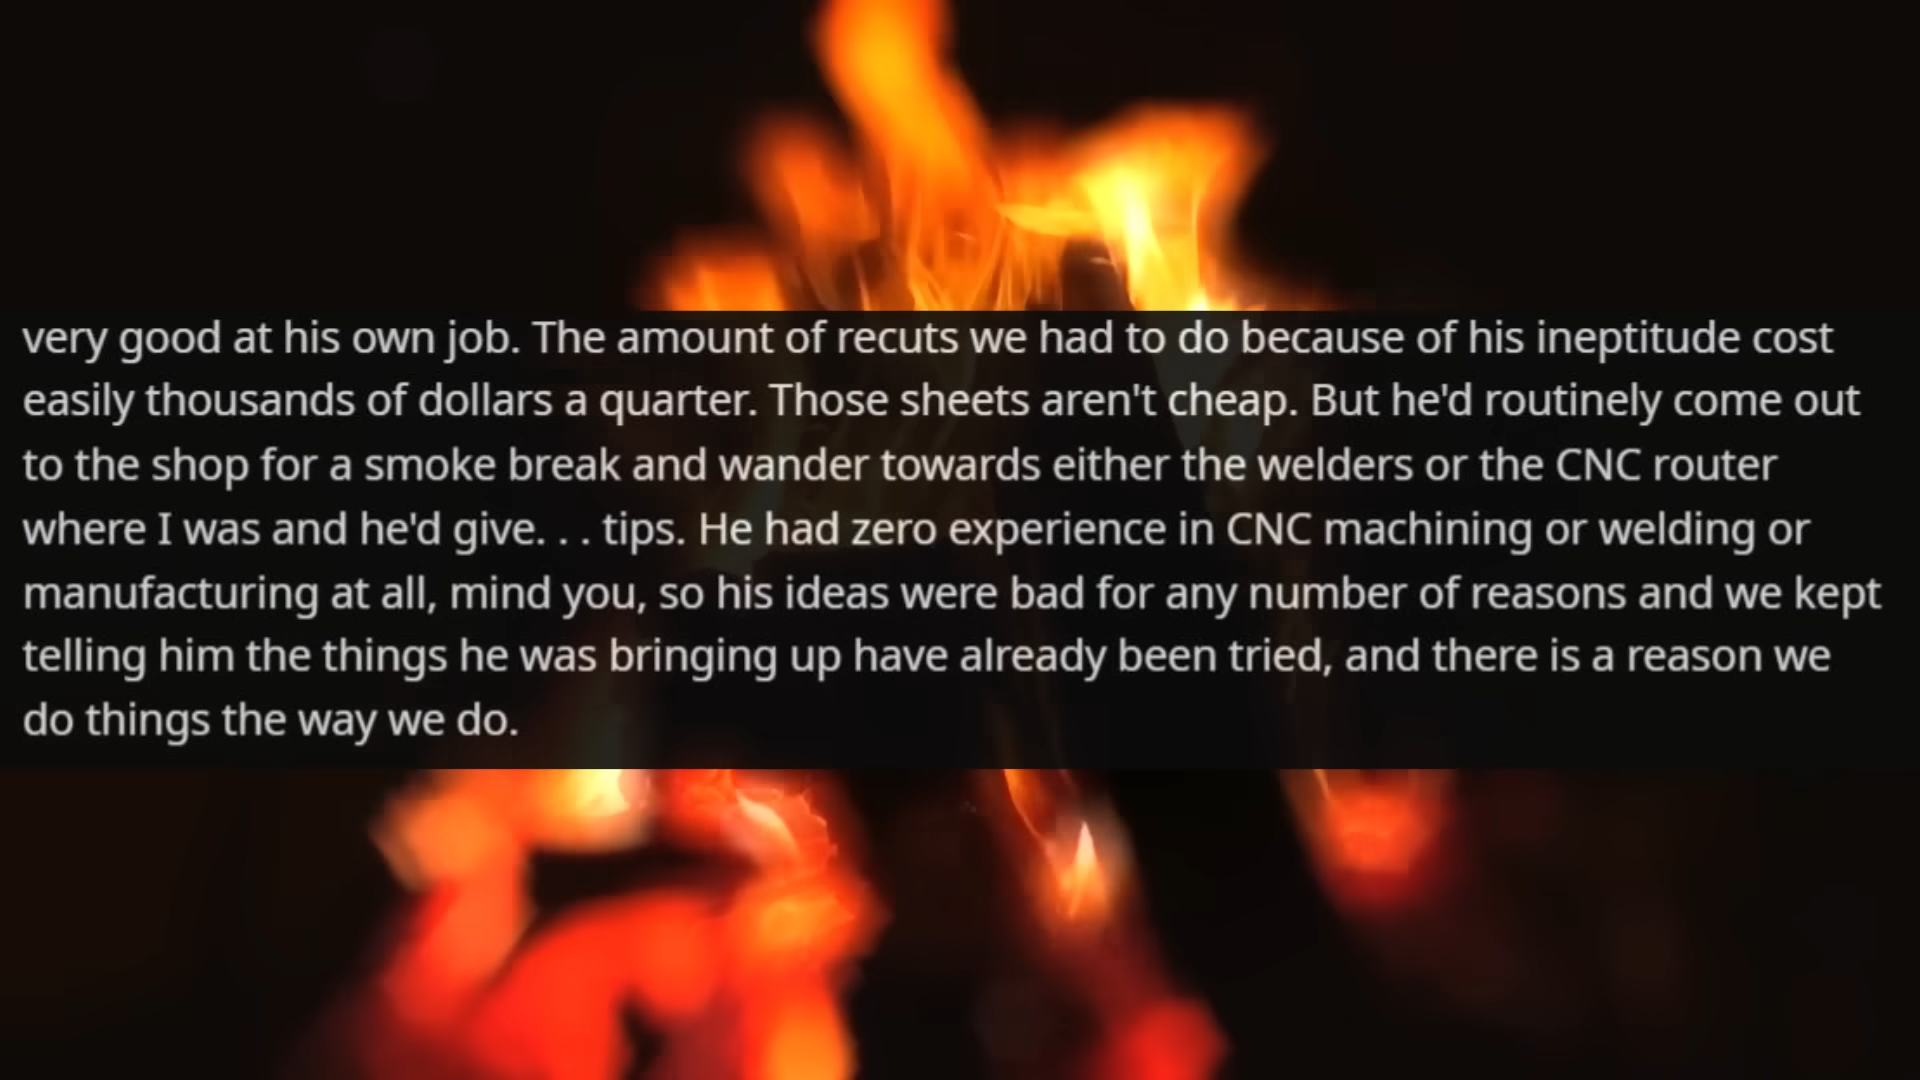 very good at his own job. The amount of recuts we had to do because of his ineptitude cost
easily thousands of dollars a quarter. Those sheets aren't cheap. But he'd routinely come out
to the shop for a smoke break and wander towards either the welders or the CNC router
where I was and he'd give. . . tips. He had zero experience in CNC machining or welding or
manufacturing at all, mind you, so his ideas were bad for any number of reasons and we kept
telling him the things he was bringing up have already been tried, and there is a reason we
do things the way we do.